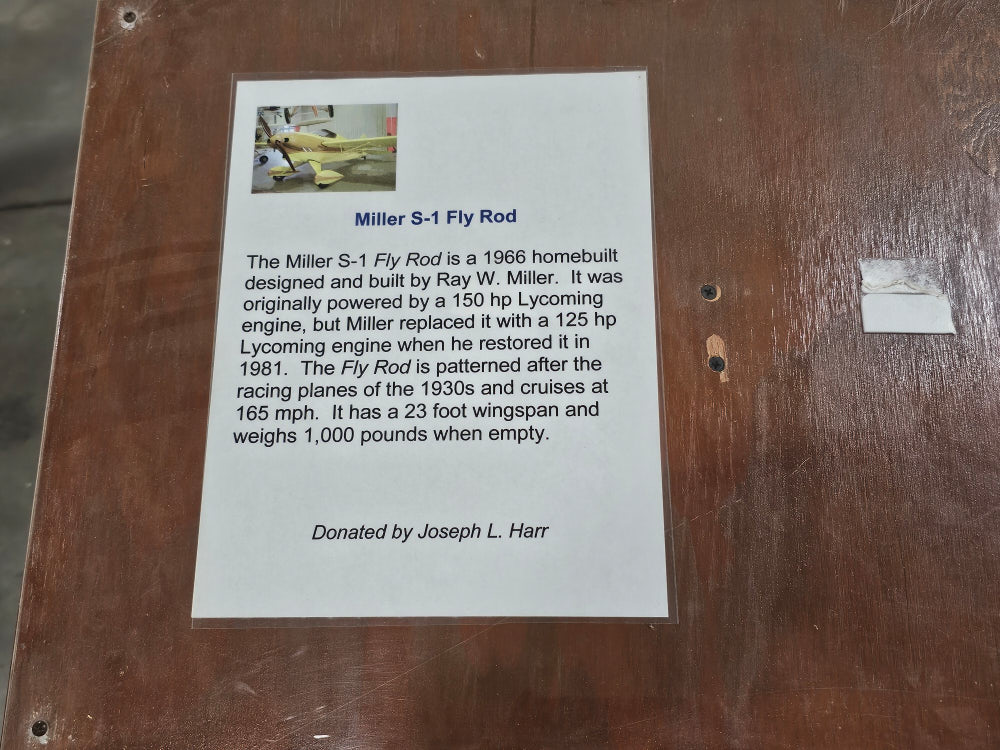 Miller S-1 Fly Rod
The Miller S-1 Fly Rod is a 1966 homebuilt
designed and built by Ray W. Miller.  It was
originally powered by a 150 hp Lycoming
engine, but Miller replaced it with a 125 hp
Lycoming engine when he restored it in
1981.  The Fly Rod is patterned after the
racing planes of the 1930s and cruises at
165 mph.  It has a 23 foot wingspan and
weighs 1,000 pounds when empty.
Donated by Joseph L. Harr